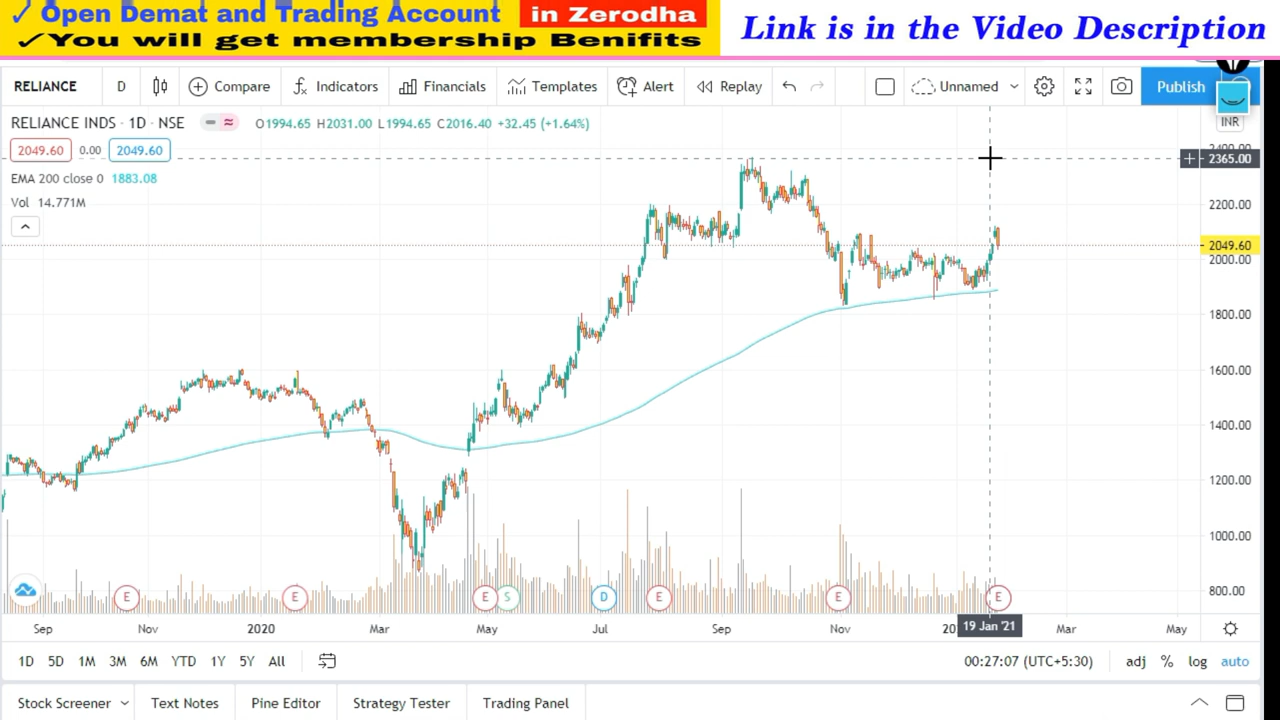 ✓ Open Demat and Trading Account in Zerodha
✓You will get membership Benifits
Link is in the Video Description
RELIANCE D Compare Indicators Financials Templates Alert Replay Unnamed Publish
RELIANCE INDS · 1D · NSE O1994.65 H2031.00 L1994.65 C2016.40 +32.45 (+1.64%)
INR
2049.60 0.00 2049.60
EMA 200 close 0 1883.08
Vol 14.771M
2365.00
2200.00
2049.60
2000.00
1800.00
1600.00
1400.00
1200.00
1000.00
800.00
E E E S D E E E
Sep Nov 2020 Mar May Jul Sep Nov 20 19 Jan '21 Mar May
1D 5D 1M 3M 6M YTD 1Y 5Y All 00:27:07 (UTC+5:30) adj % log auto
Stock Screener Text Notes Pine Editor Strategy Tester Trading Panel